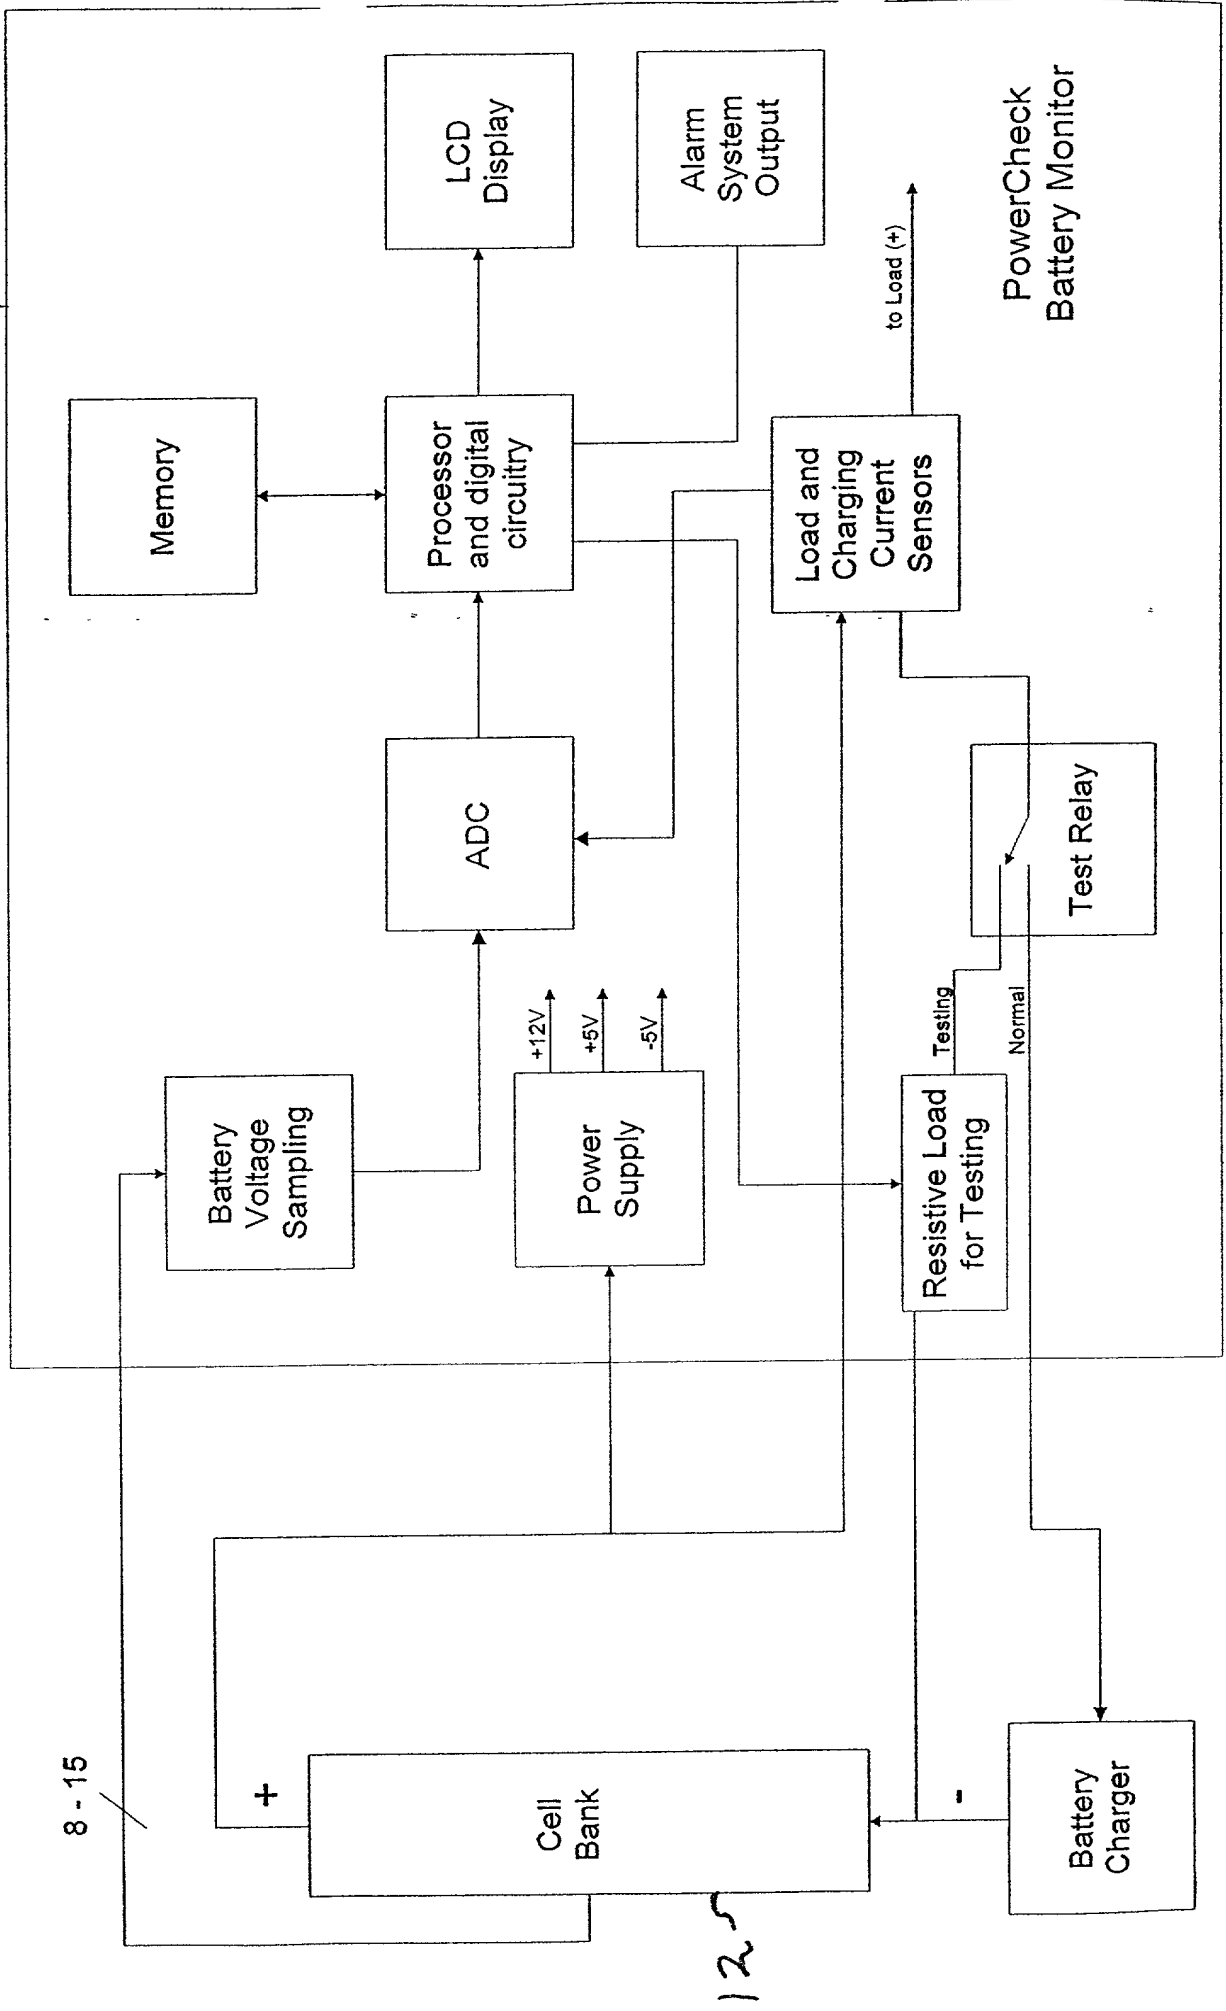 8 - 15
+
Cell
Bank
12
-
Battery
Charger
Battery
Voltage
Sampling
Power
Supply
+12V
+5V
-5V
Resistive Load
for Testing
Testing
Normal
ADC
Test Relay
Memory
Processor
and digital
circuitry
Load and
Charging
Current
Sensors
LCD
Display
Alarm
System
Output
to Load (+)
PowerCheck
Battery Monitor